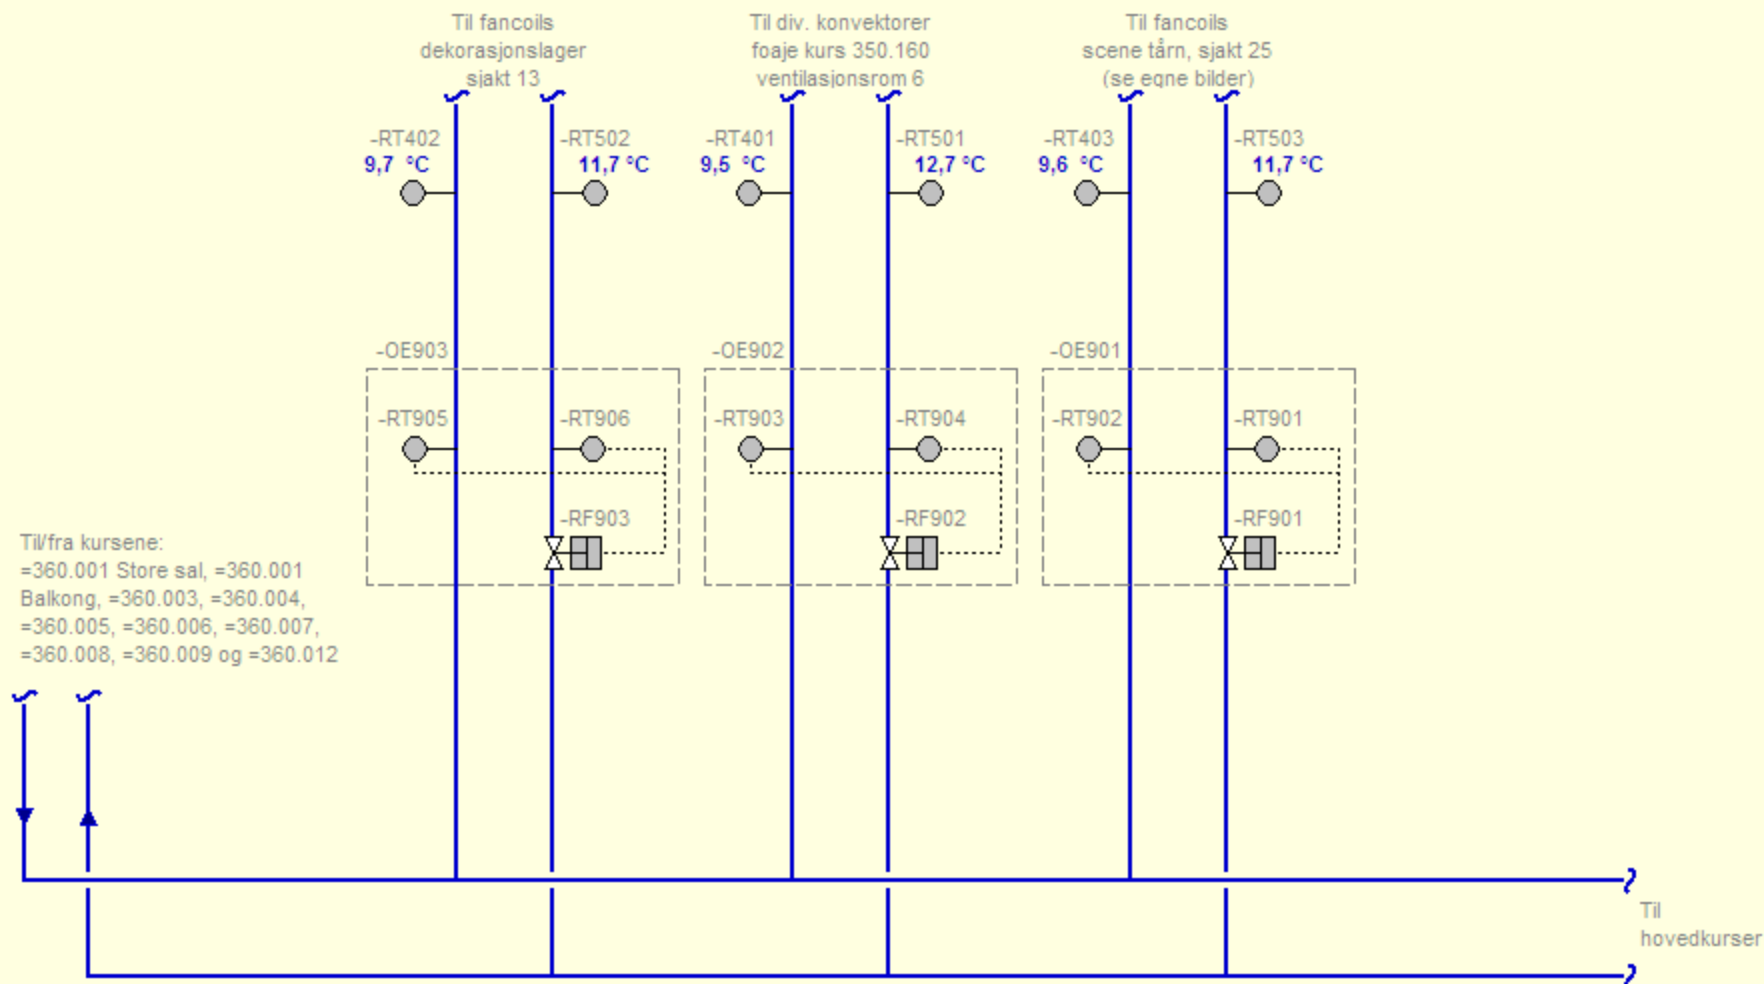 Til fancoils
dekorasjonslager
sjakt 13
Til div. konvektorer
foaje kurs 350.160
ventilasjonsrom 6
Til fancoils
scene tårn, sjakt 25
(se egne bilder)
-RT402
9,7 °C
-RT502
11,7 °C
-RT401
9,5 °C
-RT501
12,7 °C
-RT403
9,6 °C
-RT503
11,7 °C
-OE903
-OE902
-OE901
-RT905
-RT906
-RT903
-RT904
-RT902
-RT901
-RF903
-RF902
-RF901
Til/fra kursene:
=360.001 Store sal, =360.001
Balkong, =360.003, =360.004,
=360.005, =360.006, =360.007,
=360.008, =360.009 og =360.012
Til
hovedkurser